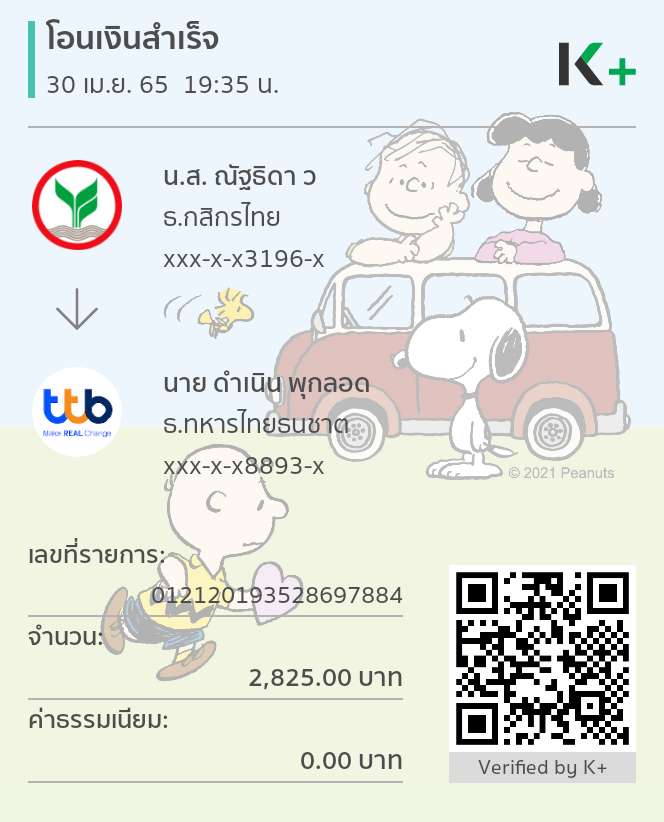 โอนเงินสำเร็จ
30 เม.ย. 65 19:35 น.
K+
น.ส. ณัฐธิดา ว
ธ.กสิกรไทย
xxx-x-x3196-x
นาย ดำเนิน พุกลอด
ttb
Make REAL Change
ธ.ทหารไทยธนชาต
xxx-x-x8893-x
© 2021 Peanuts
เลขที่รายการ:
012120193528697884
จำนวน:
2,825.00 บาท
ค่าธรรมเนียม:
0.00 บาท
Verified by K+